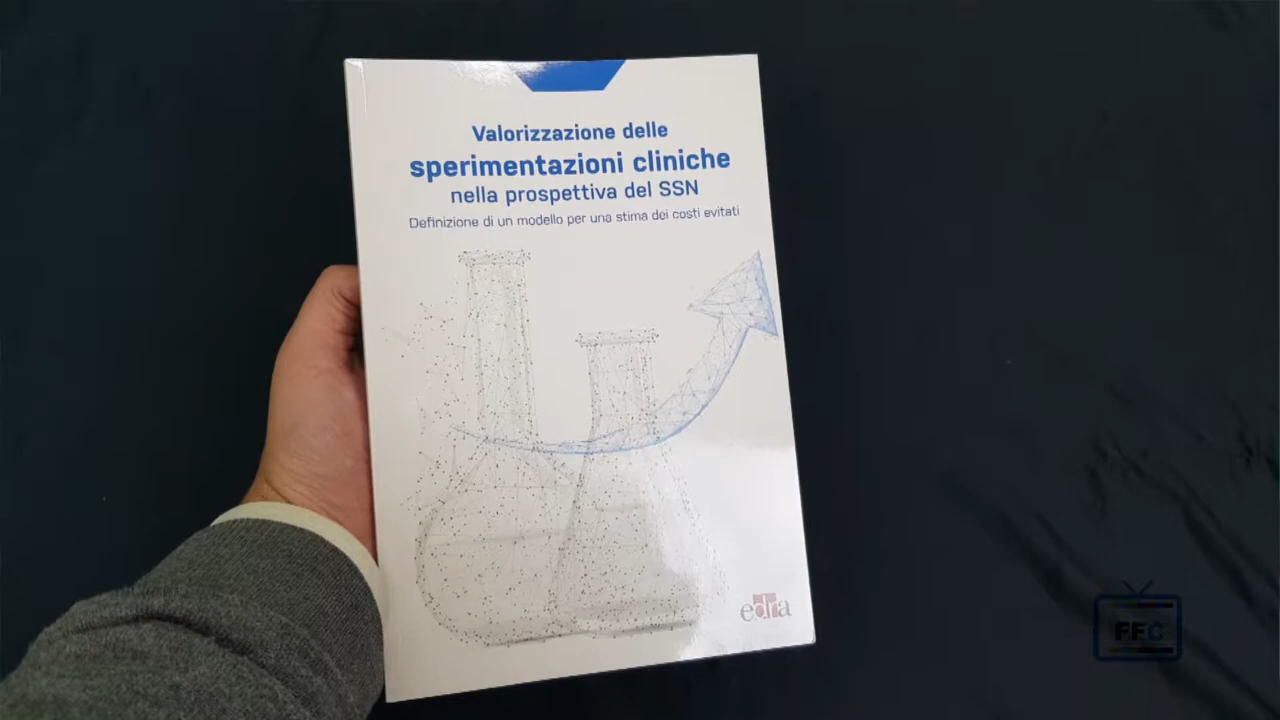 Valorizzazione delle
sperimentazioni cliniche
nella prospettiva del SSN
Definizione di un modello per una stima dei costi evitati
edra
FFC